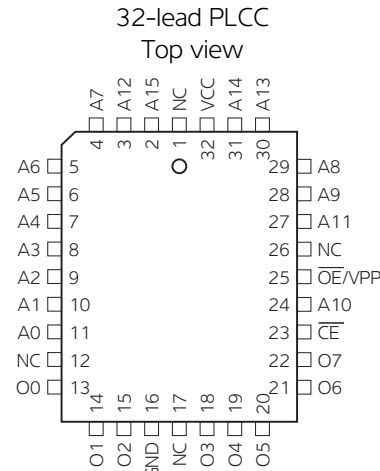 32-lead PLCC
Top view
A7 A12 A15 NC VCC A14 A13
4 3 2 1 32 31 30
A6 5 29 A8
A5 6 28 A9
A4 7 27 A11
A3 8 26 NC
A2 9 25 OE/VPP
A1 10 24 A10
A0 11 23 CE
NC 12 22 O7
O0 13 21 O6
14 15 16 17 18 19 20
O1 O2 GND NC O3 O4 O5